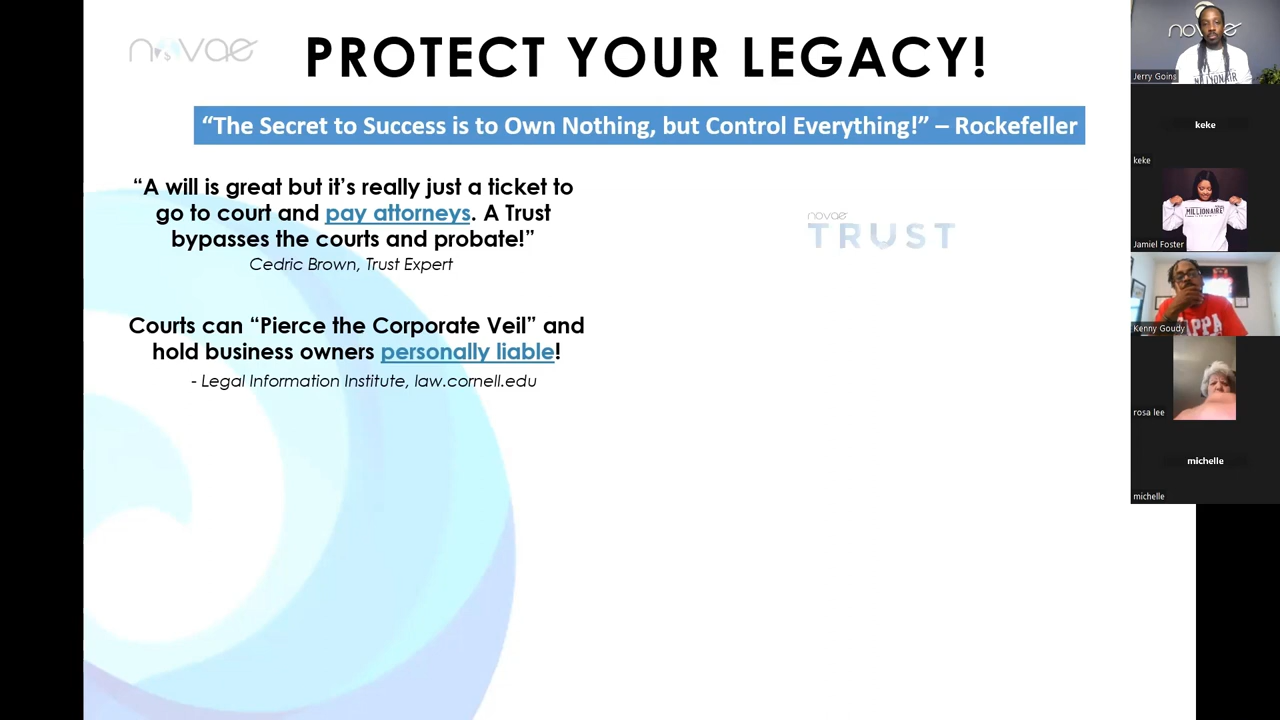 novae
PROTECT YOUR LEGACY!
“The Secret to Success is to Own Nothing, but Control Everything!” – Rockefeller
“A will is great but it’s really just a ticket to
go to court and pay attorneys. A Trust
bypasses the courts and probate!”
Cedric Brown, Trust Expert
Courts can “Pierce the Corporate Veil” and
hold business owners personally liable!
- Legal Information Institute, law.cornell.edu
novae
TRUST
novae
Jerry Goins
keke
keke
MILLIONAIRE
Jamiel Foster
Kenny Goudy
rosa lee
michelle
michelle